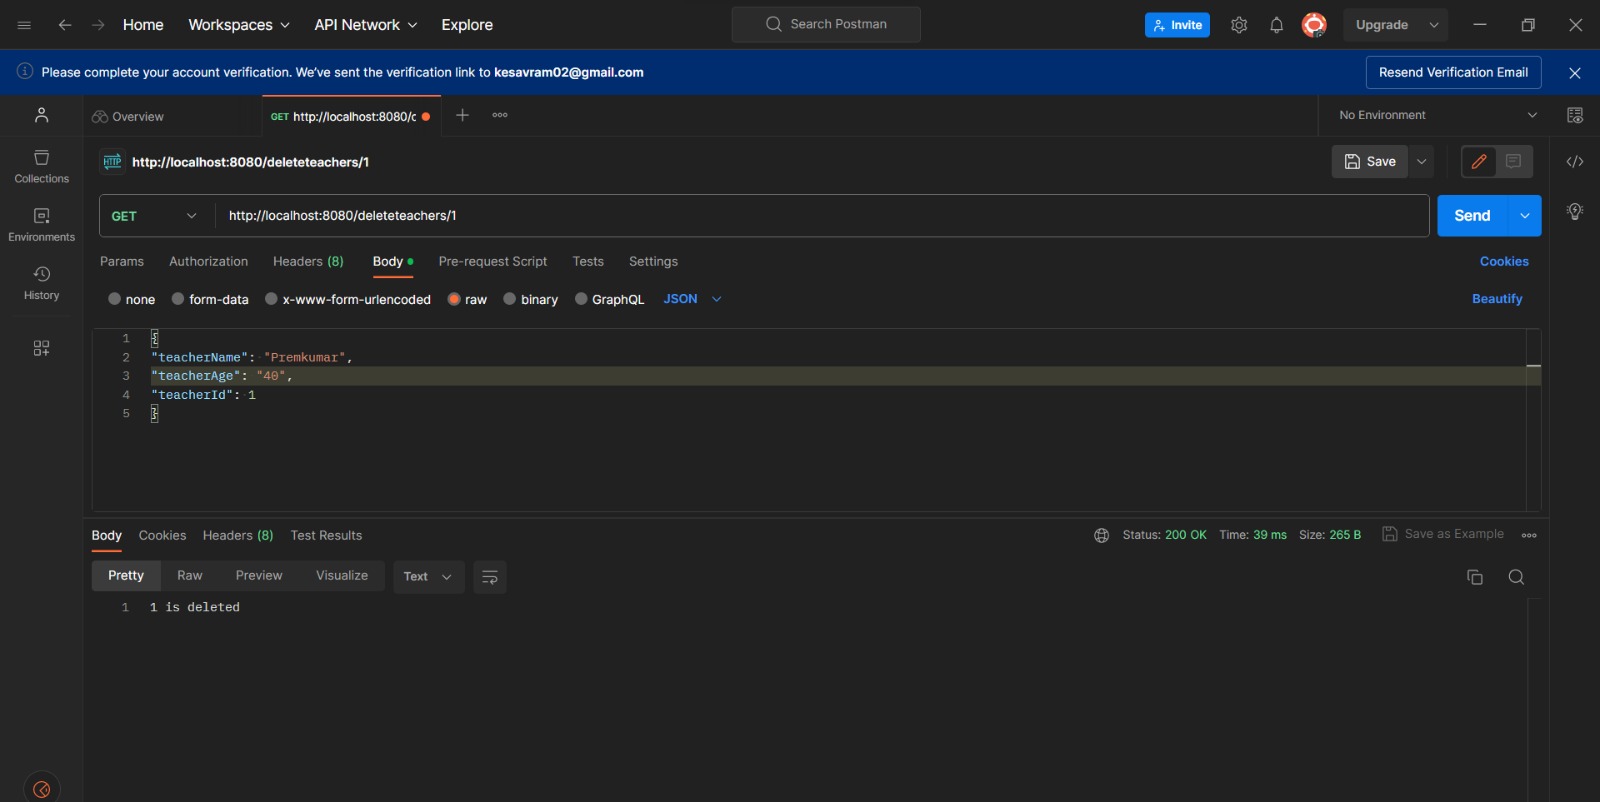 Home Workspaces API Network Explore Search Postman Invite Upgrade
Please complete your account verification. We've sent the verification link to kesavram02@gmail.com Resend Verification Email
Overview GET http://localhost:8080/c No Environment
HTTP http://localhost:8080/deleteteachers/1 Save
Collections
GET http://localhost:8080/deleteteachers/1 Send
Environments
Params Authorization Headers (8) Body Pre-request Script Tests Settings Cookies
History
none form-data x-www-form-urlencoded raw binary GraphQL JSON Beautify
1 {
2 "teacherName": "Premkumar",
3 "teacherAge": "40",
4 "teacherId": 1
5 }
Body Cookies Headers (8) Test Results Status: 200 OK Time: 39 ms Size: 265 B Save as Example
Pretty Raw Preview Visualize Text
1 1 is deleted